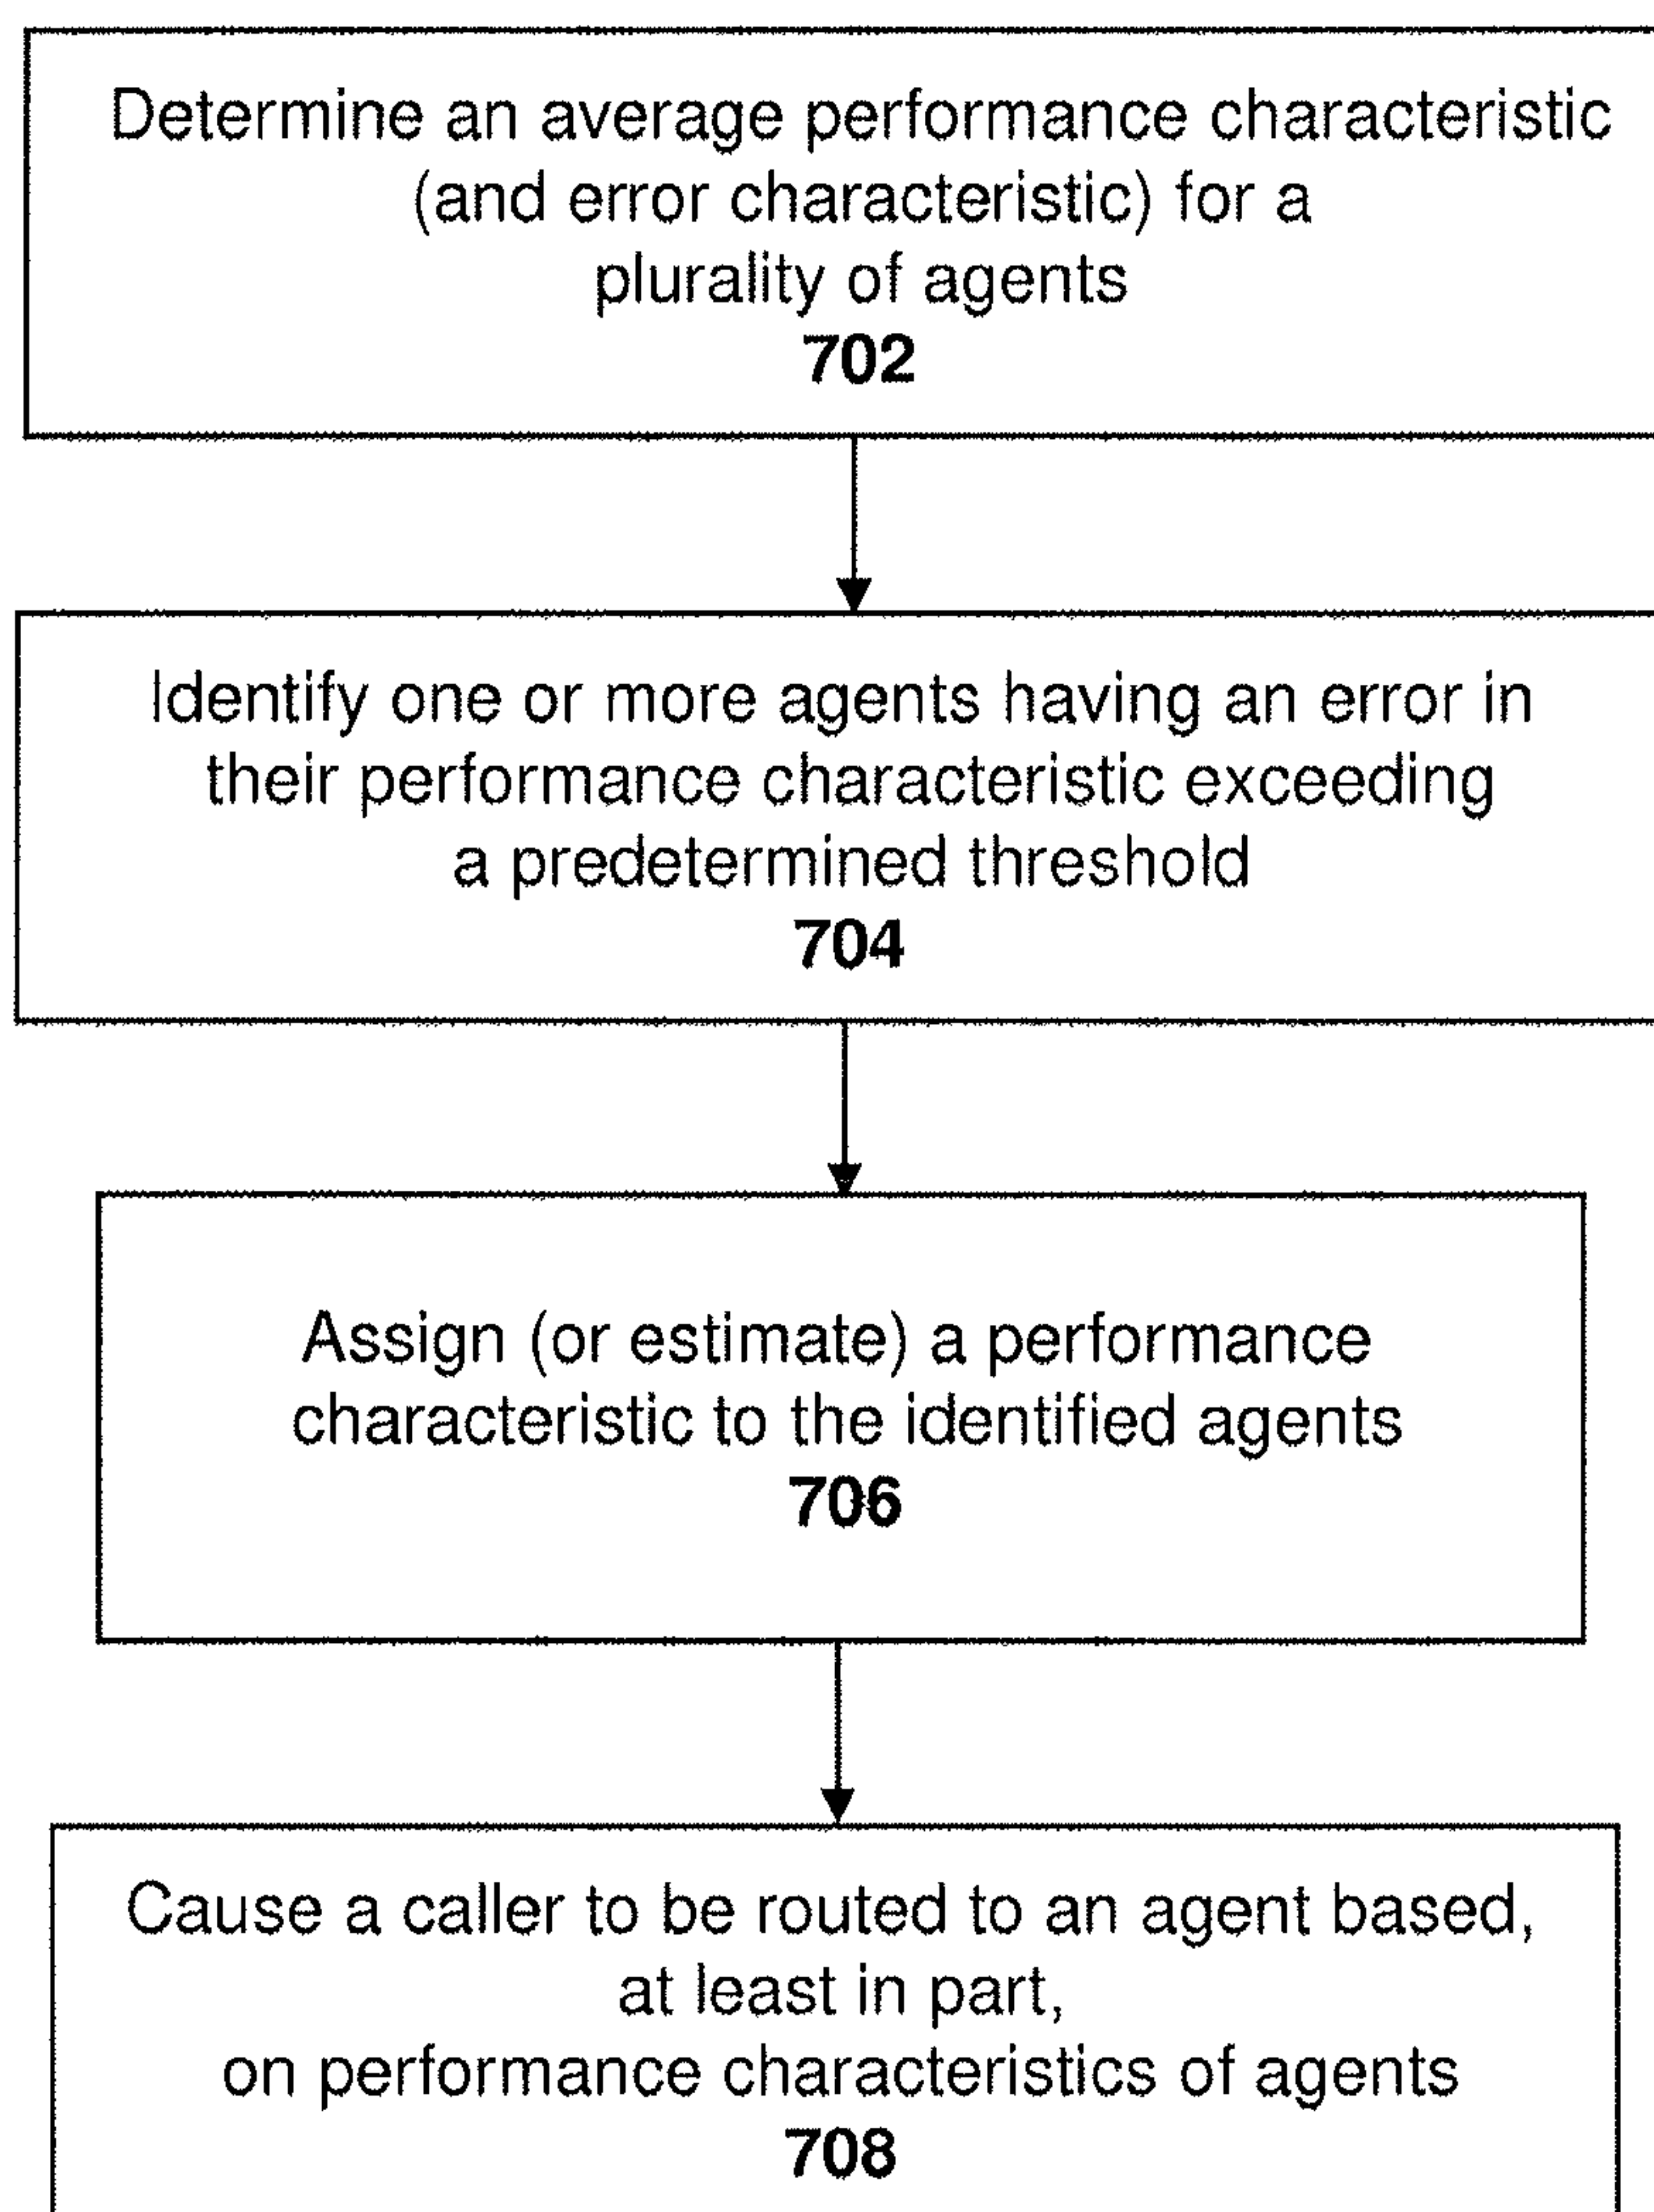 Determine an average performance characteristic
(and error characteristic) for a
plurality of agents
702
Identify one or more agents having an error in
their performance characteristic exceeding
a predetermined threshold
704
Assign (or estimate) a performance
characteristic to the identified agents
706
Cause a caller to be routed to an agent based,
at least in part,
on performance characteristics of agents
708